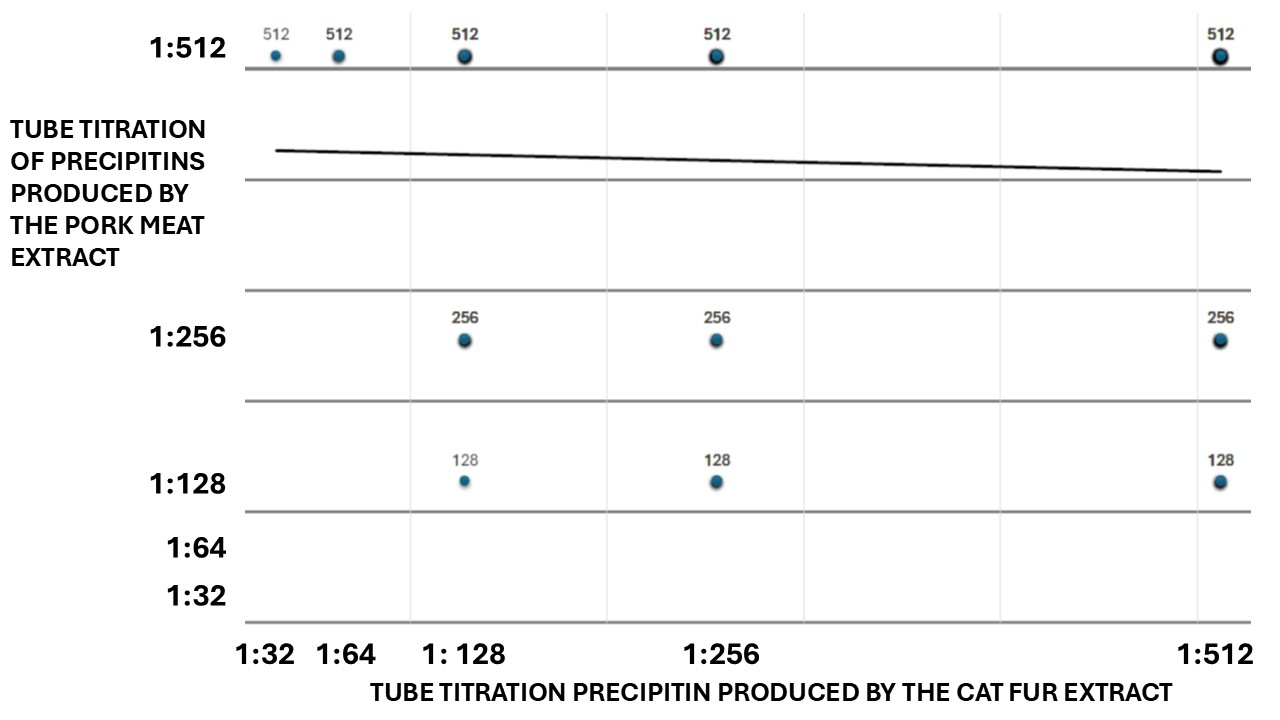 512 512 512 512 512
1:512
TUBE TITRATION
OF PRECIPITINS
PRODUCED BY
THE PORK MEAT
EXTRACT
256 256 256
1:256
128 128 128
1:128
1:64
1:32
1:32 1:64 1: 128 1:256 1:512
TUBE TITRATION PRECIPITIN PRODUCED BY THE CAT FUR EXTRACT